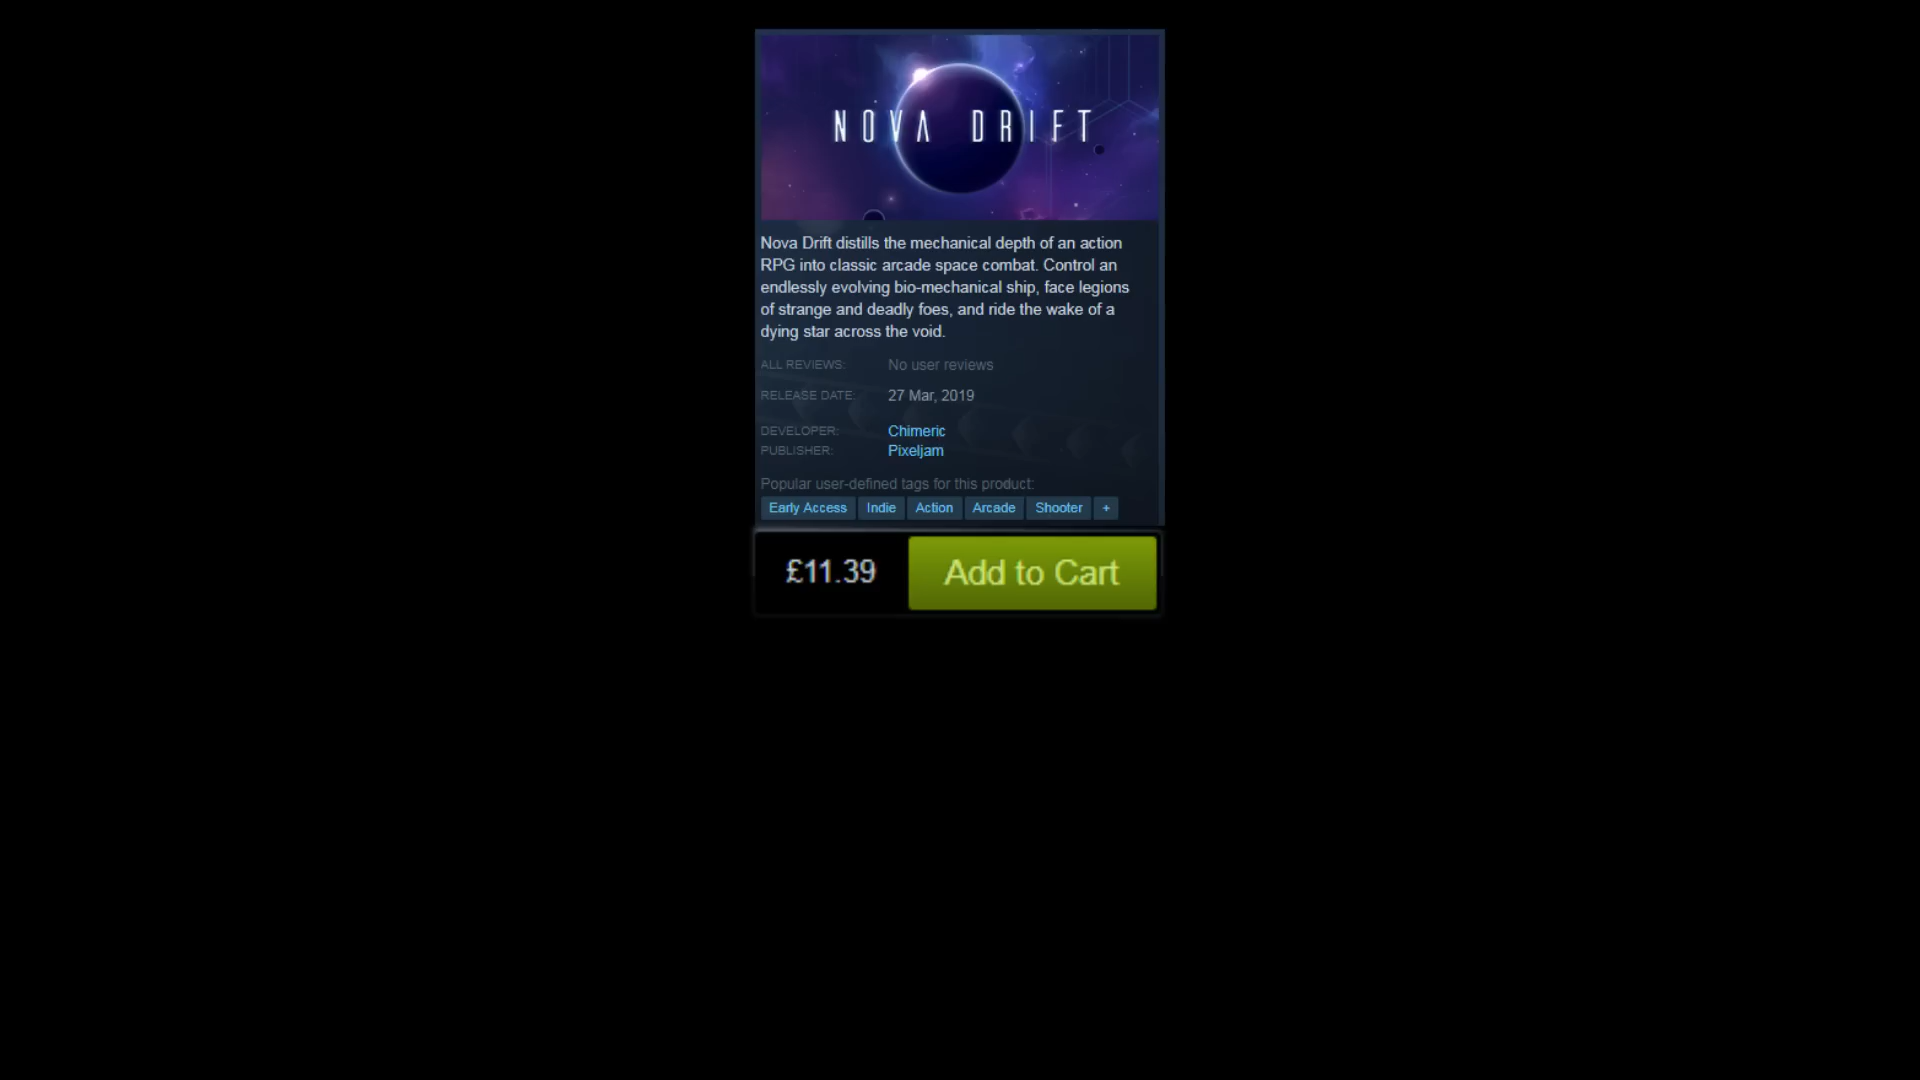 NOVA DRIFT
Nova Drift distills the mechanical depth of an action
RPG into classic arcade space combat. Control an
endlessly evolving bio-mechanical ship, face legions
of strange and deadly foes, and ride the wake of a
dying star across the void.
ALL REVIEWS: No user reviews
RELEASE DATE: 27 Mar, 2019
DEVELOPER: Chimeric
PUBLISHER: Pixeljam
Popular user-defined tags for this product:
Early Access Indie Action Arcade Shooter +
£11.39 Add to Cart